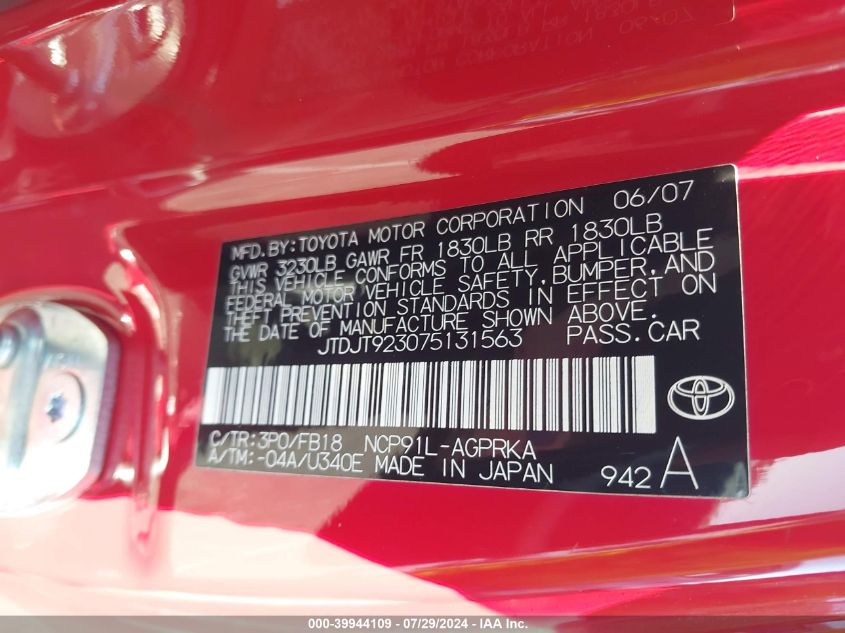 MFD.BY:TOYOTA MOTOR CORPORATION 06/07
GVWR 3230LB GAWR FR 1830LB RR 1830LB
THIS VEHICLE CONFORMS TO ALL APPLICABLE
FEDERAL MOTOR VEHICLE SAFETY,BUMPER,AND
THEFT PREVENTION STANDARDS IN EFFECT ON
THE DATE OF MANUFACTURE SHOWN ABOVE.
JTDJT923075131563 PASS.CAR
C/TR:3P0/FB18 NCP91L-AGPRKA
A/TM:-04A/U340E MADE IN JAPAN 942 A
000-39944109 - 07/29/2024 - IAA Inc.